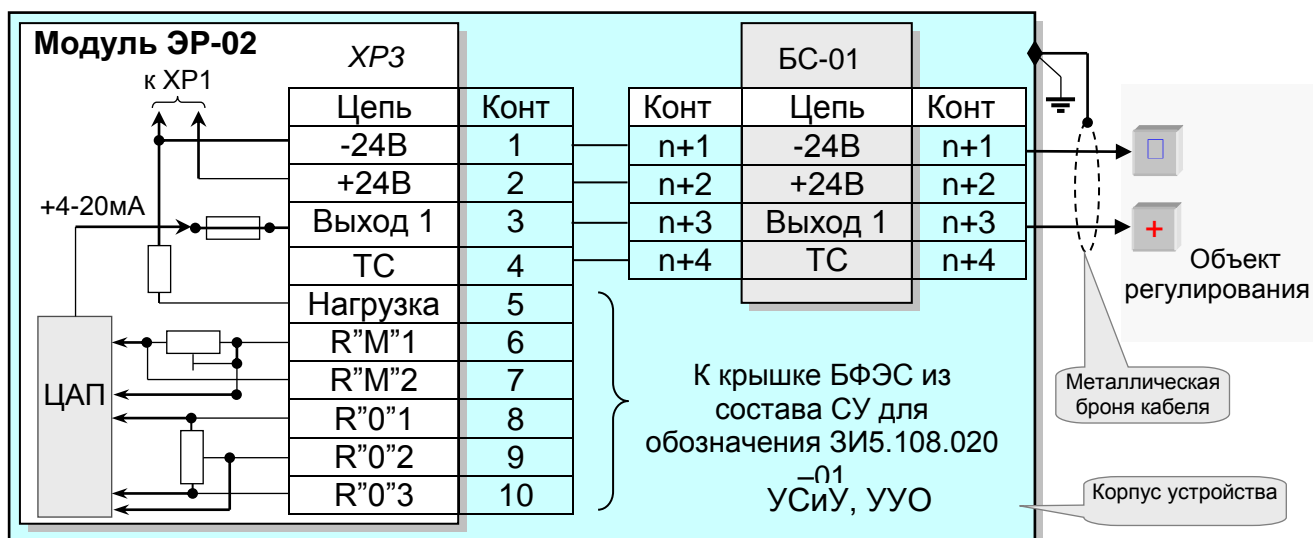 Модуль ЭР-02
ХР3
БС-01
к ХР1
Цепь Конт
Конт Цепь Конт
-24В 1
n+1 -24В n+1
+24В 2
n+2 +24В n+2
+4-20мА
Выход 1 3
n+3 Выход 1 n+3
+
ТС 4
n+4 ТС n+4
Объект
регулирования
Нагрузка 5
R”М”1 6
R”М”2 7
ЦАП
R”0”1 8
R”0”2 9
R”0”3 10
К крышке БФЭС из
состава СУ для
обозначения ЗИ5.108.020
–01
УСиУ, УУО
Металлическая
броня кабеля
Корпус устройства